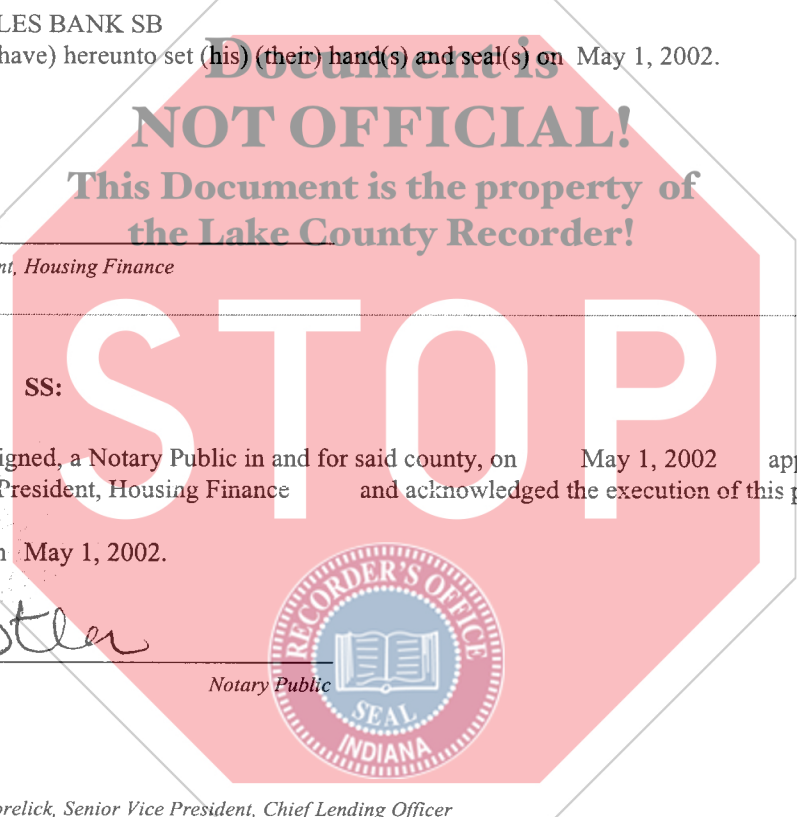 LES BANK SB
have) hereunto set (his) (their) hand(s) and seal(s) on May 1, 2002.
Document is
NOT OFFICIAL!
This Document is the property of
the Lake County Recorder!
nt, Housing Finance
STOP
SS:
igned, a Notary Public in and for said county, on May 1, 2002 app
President, Housing Finance and acknowledged the execution of this p
n May 1, 2002.
otler
Notary Public
RECORDER'S OFFICE
SEAL
INDIANA
orelick, Senior Vice President, Chief Lending Officer